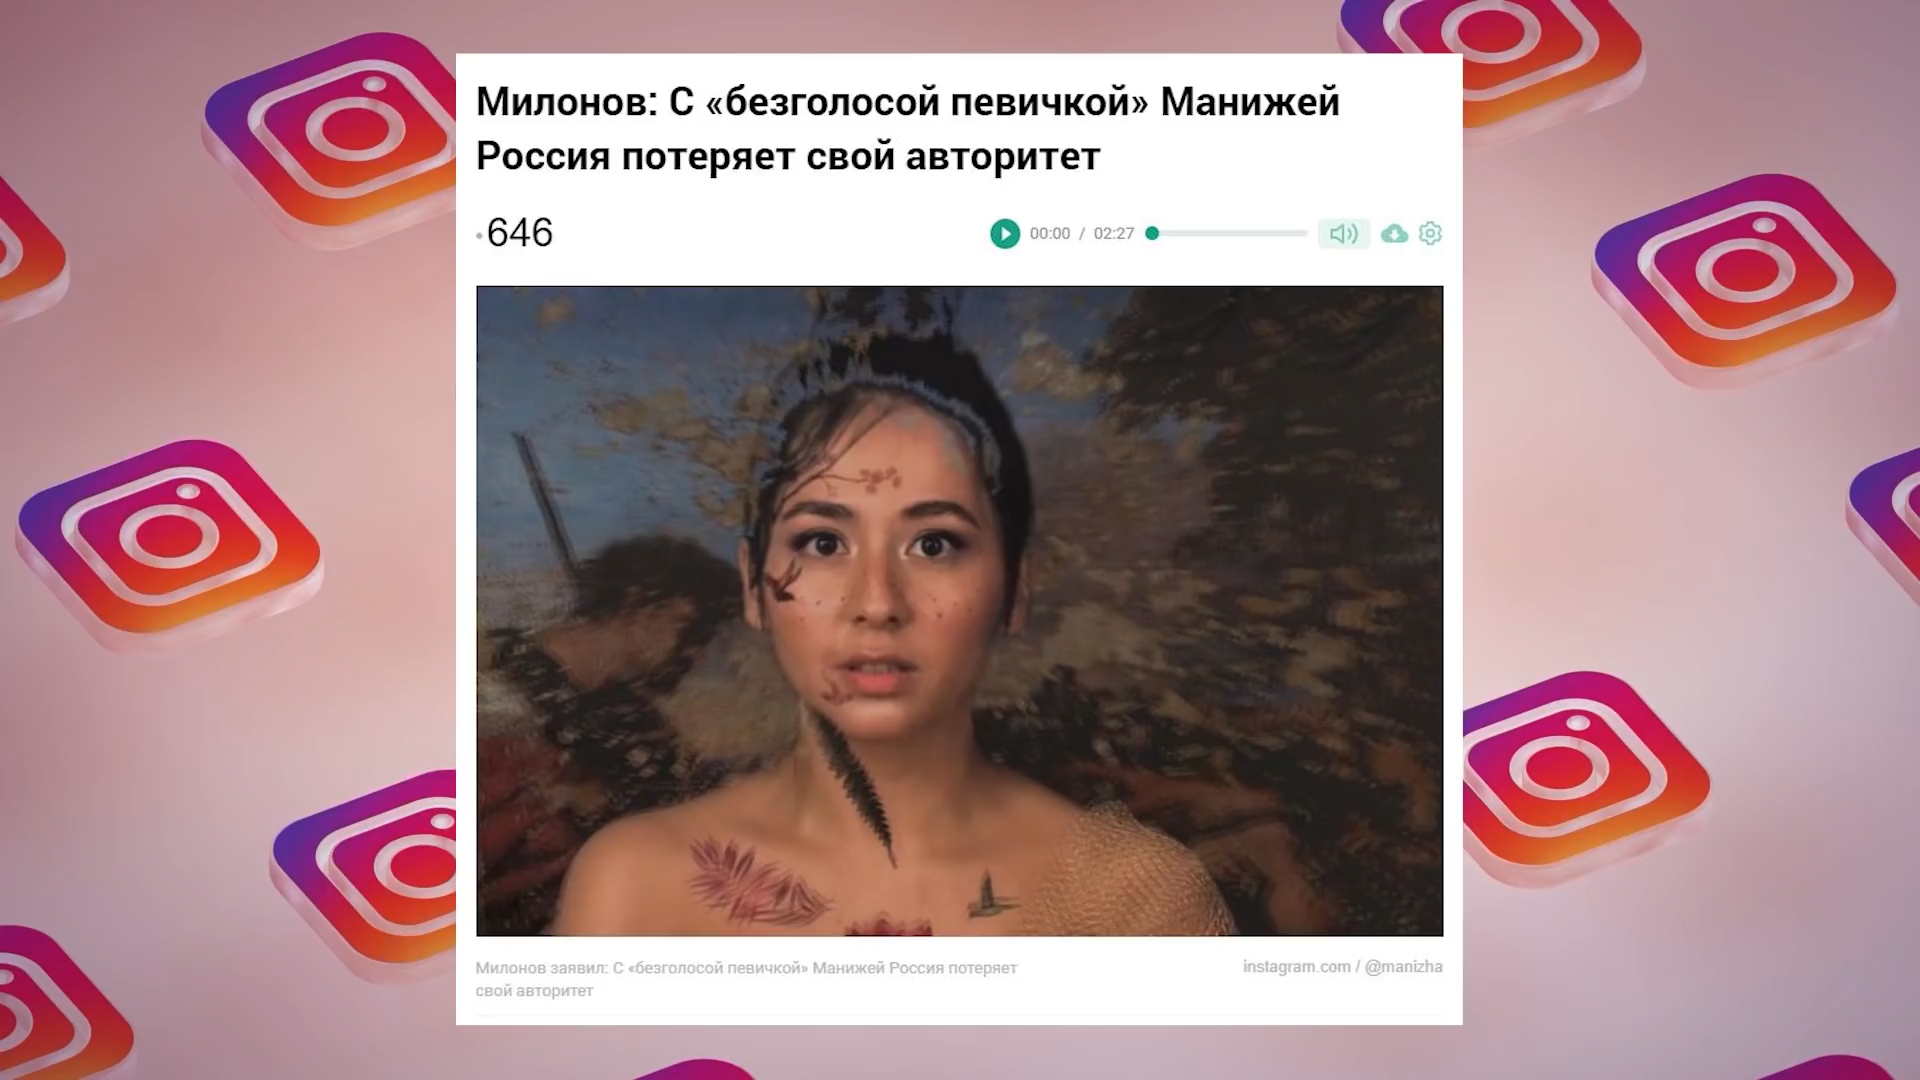 Милонов: С «безголосой певичкой» Манижей
Россия потеряет свой авторитет
646
00:00 / 02:27
Милонов заявил: С «безголосой певичкой» Манижей Россия потеряет
свой авторитет
instagram.com / @manizha